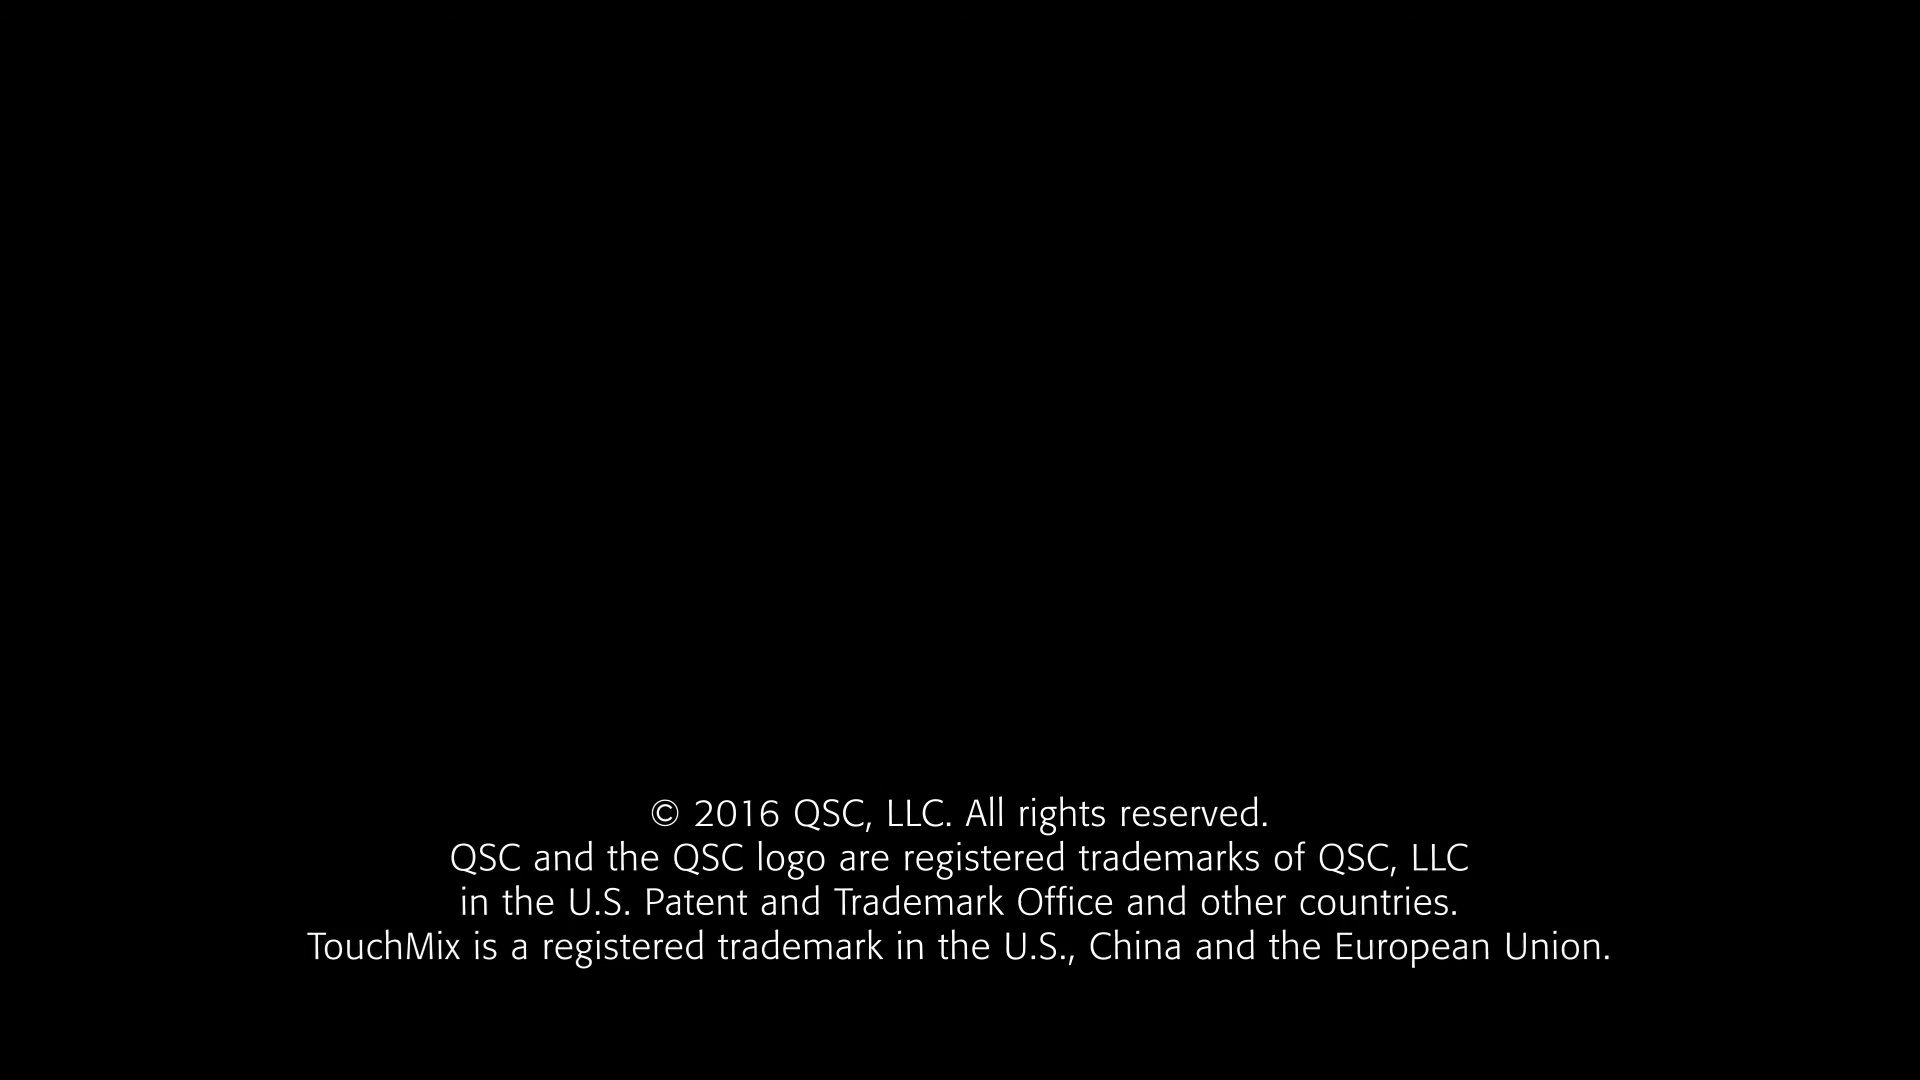 © 2016 QSC, LLC. All rights reserved.
QSC and the QSC logo are registered trademarks of QSC, LLC
in the U.S. Patent and Trademark Office and other countries.
TouchMix is a registered trademark in the U.S., China and the European Union.